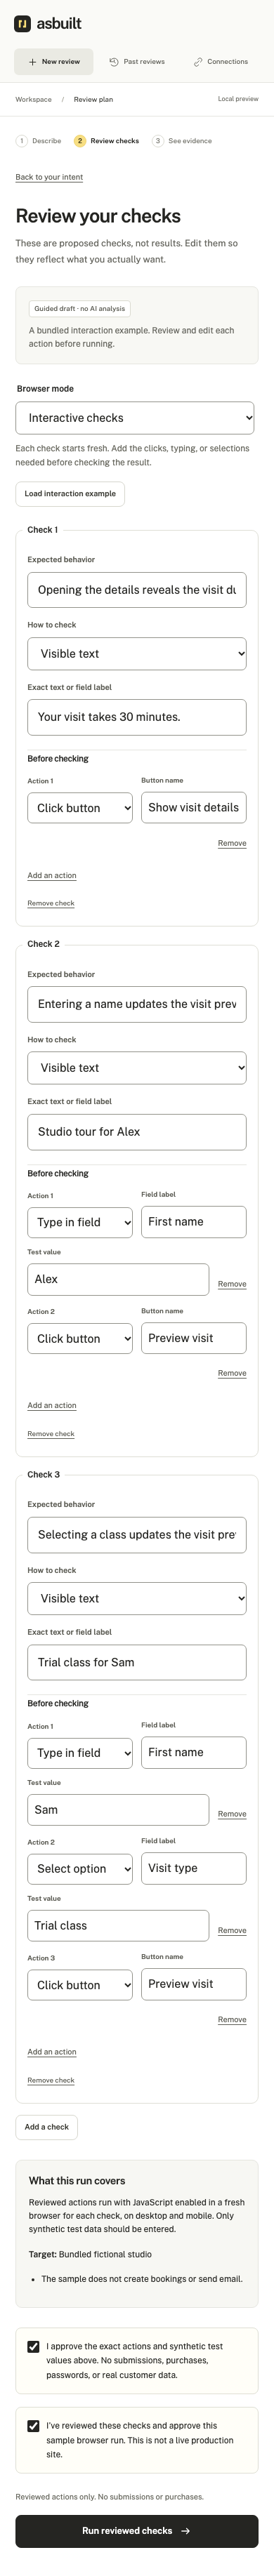 asbuilt
New review
Past reviews
Connections
Workspace / Review plan
Local preview
1 Describe 2 Review checks 3 See evidence
Back to your intent
Review your checks
These are proposed checks, not results. Edit them so
they reflect what you actually want.
Guided draft · no AI analysis
A bundled interaction example. Review and edit each
action before running.
Browser mode
Interactive checks
Each check starts fresh. Add the clicks, typing, or selections
needed before checking the result.
Load interaction example
Check 1
Expected behavior
Opening the details reveals the visit du
How to check
Visible text
Exact text or field label
Your visit takes 30 minutes.
Before checking
Action 1
Button name
Click button
Show visit details
Remove
Add an action
Remove check
Check 2
Expected behavior
Entering a name updates the visit prev
How to check
Visible text
Exact text or field label
Studio tour for Alex
Before checking
Action 1
Field label
Type in field
First name
Test value
Alex
Remove
Action 2
Button name
Click button
Preview visit
Remove
Add an action
Remove check
Check 3
Expected behavior
Selecting a class updates the visit pre
How to check
Visible text
Exact text or field label
Trial class for Sam
Before checking
Action 1
Field label
Type in field
First name
Test value
Sam
Remove
Action 2
Field label
Select option
Visit type
Test value
Trial class
Remove
Action 3
Button name
Click button
Preview visit
Remove
Add an action
Remove check
Add a check
What this run covers
Reviewed actions run with JavaScript enabled in a fresh
browser for each check, on desktop and mobile. Only
synthetic test data should be entered.
Target: Bundled fictional studio
• The sample does not create bookings or send email.
I approve the exact actions and synthetic test
values above. No submissions, purchases,
passwords, or real customer data.
I've reviewed these checks and approve this
sample browser run. This is not a live production
site.
Reviewed actions only. No submissions or purchases.
Run reviewed checks →